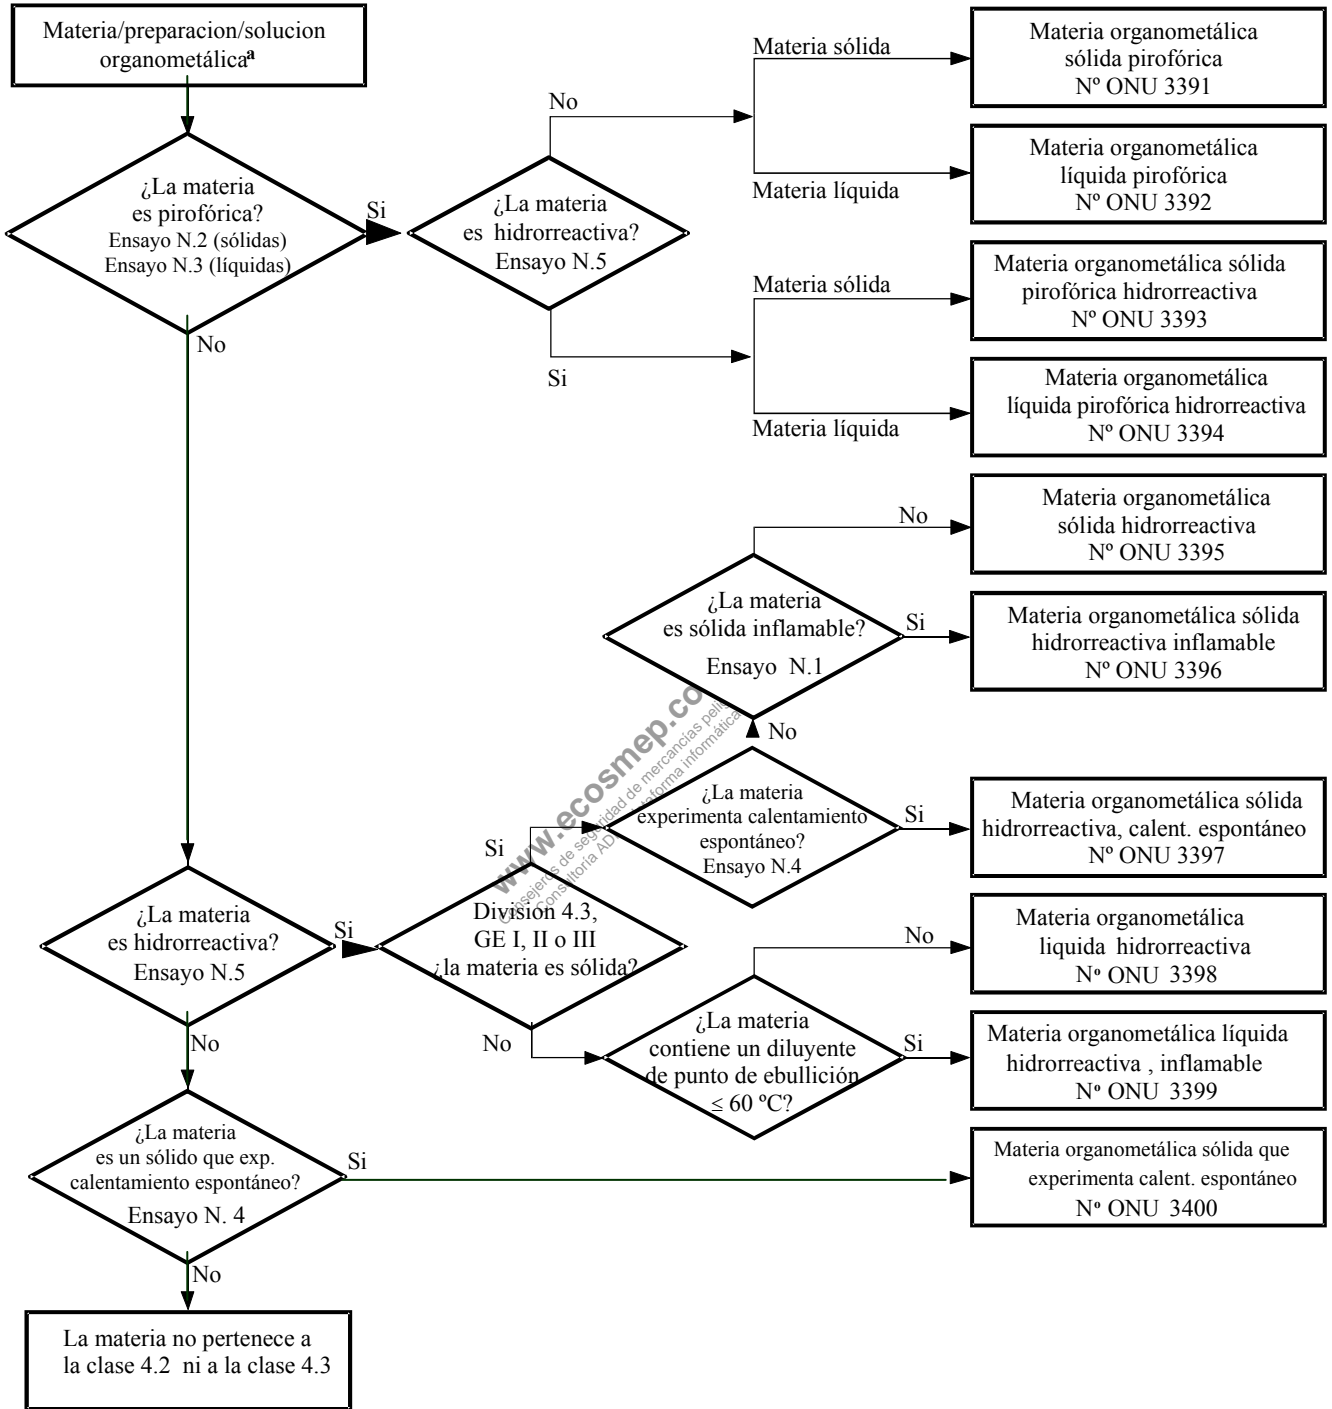 Materia/preparacion/solucion
organometálicaª
¿La materia
es pirofórica?
Ensayo N.2 (sólidas)
Ensayo N.3 (líquidas)
Si
No
¿La materia
es hidrorreactiva?
Ensayo N.5
No
Si
Materia sólida
Materia líquida
Materia organometálica
sólida pirofórica
Nº ONU 3391
Materia organometálica
líquida pirofórica
Nº ONU 3392
Materia sólida
Materia líquida
Materia organometálica sólida
pirofórica hidrorreactiva
Nº ONU 3393
Materia organometálica
líquida pirofórica hidrorreactiva
Nº ONU 3394
No
Materia organometálica
sólida hidrorreactiva
Nº ONU 3395
¿La materia
es sólida inflamable?
Ensayo N.1
Si
Materia organometálica sólida
hidrorreactiva inflamable
Nº ONU 3396
No
www.ecosmep.co
Consejeros de seguridad de mercancías
¿La materia
experimenta calentamiento
espontáneo?
Ensayo N.4
Si
Materia organometálica sólida
hidrorreactiva, calent. espontáneo
Nº ONU 3397
Si
¿La materia
es hidrorreactiva?
Ensayo N.5
Si
División 4.3,
GE I, II o III
¿la materia es sólida?
No
Materia organometálica
liquida hidrorreactiva
Nº ONU 3398
No
No
¿La materia
contiene un diluyente
de punto de ebullición
≤ 60 ºC?
Si
Materia organometálica líquida
hidrorreactiva , inflamable
Nº ONU 3399
¿La materia
es un sólido que exp.
calentamiento espontáneo?
Ensayo N. 4
Si
Materia organometálica sólida que
experimenta calent. espontáneo
Nº ONU 3400
No
La materia no pertenece a
la clase 4.2 ni a la clase 4.3